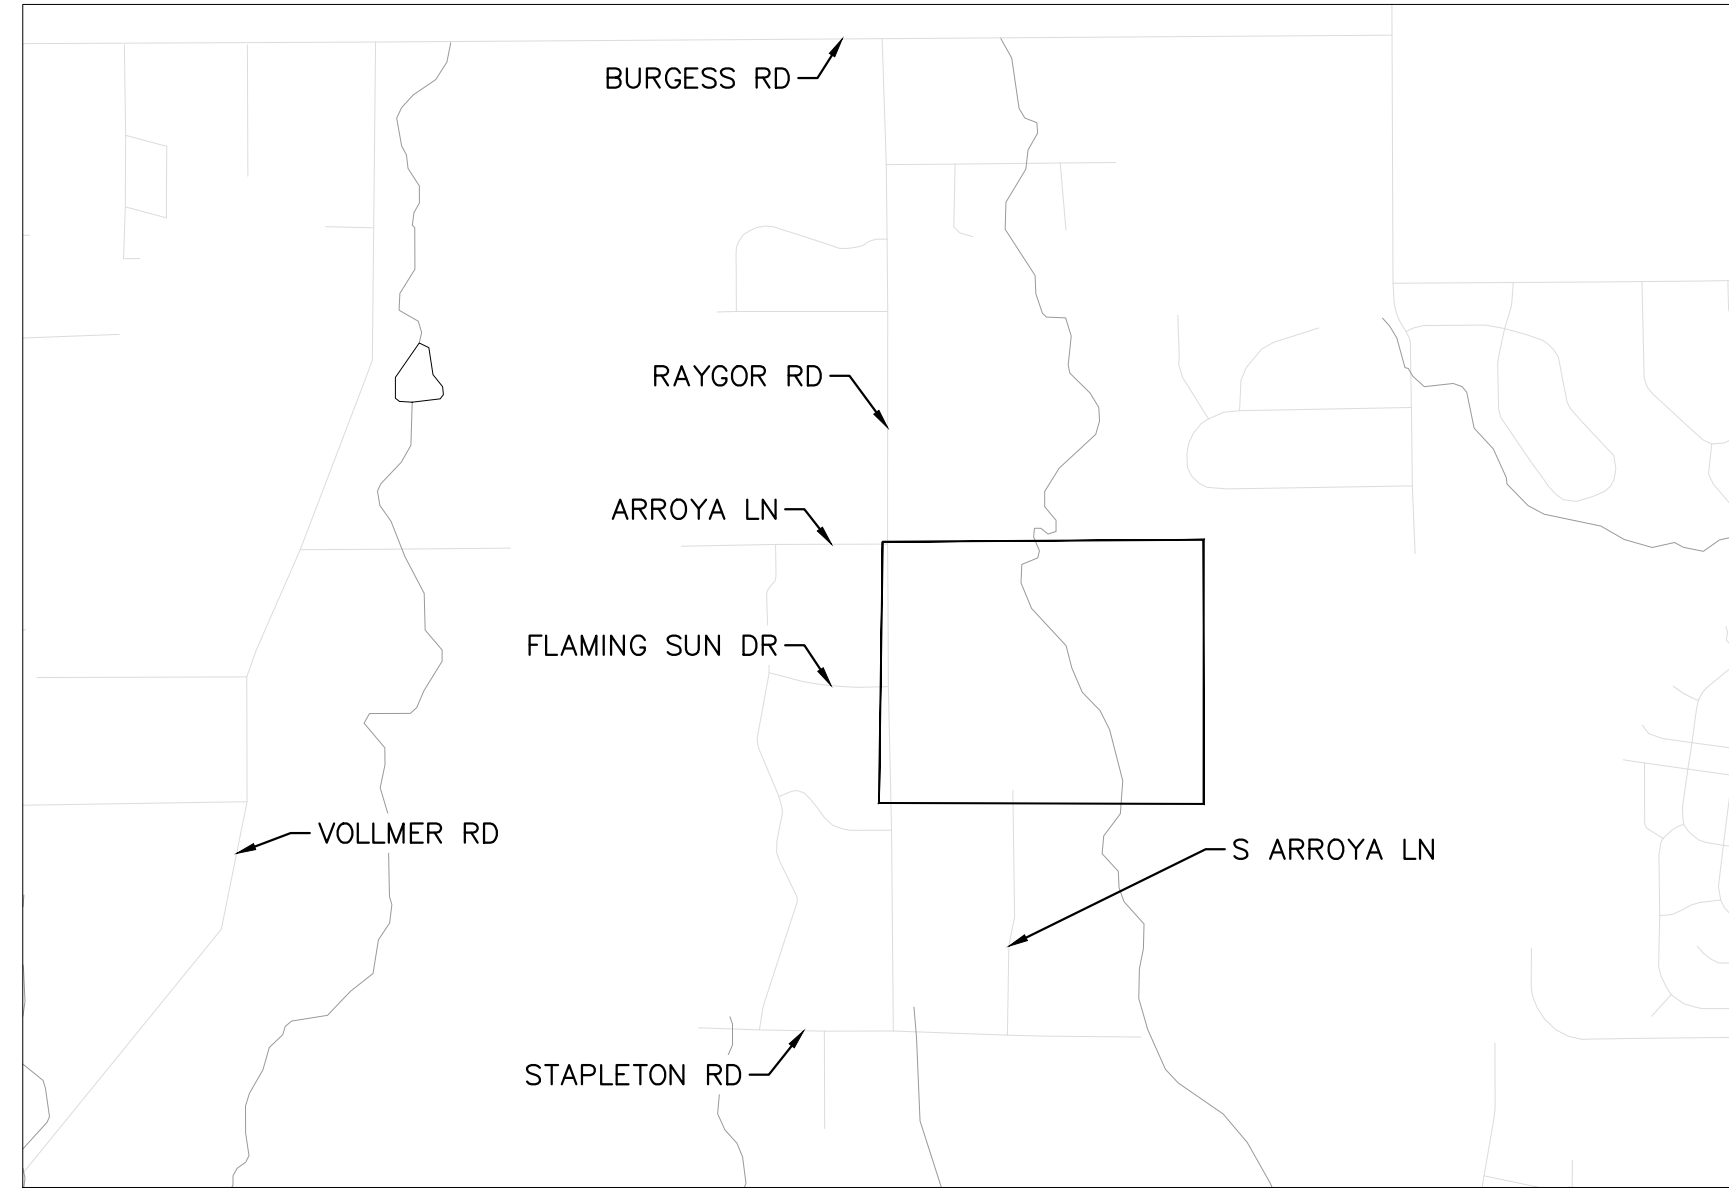 BURGESS RD
RAYGOR RD
ARROYA LN
FLAMING SUN DR
VOLLMER RD
S ARROYA LN
STAPLETON RD